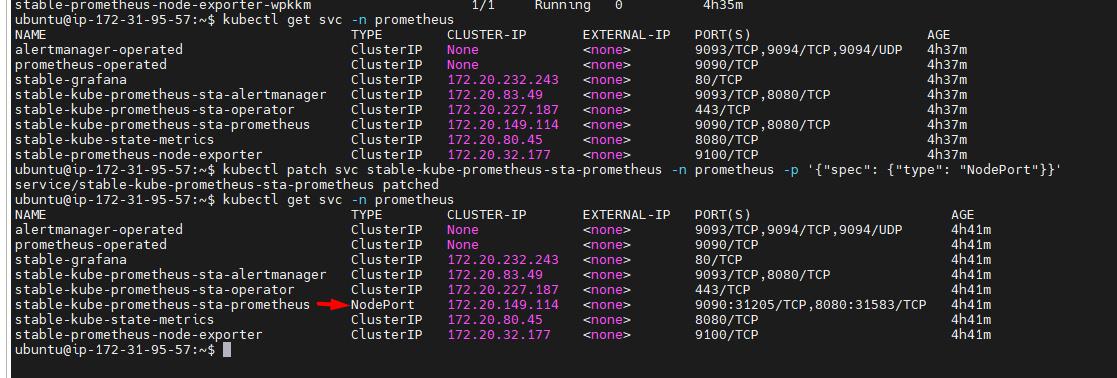 stable-prometheus-node-exporter-wpkkm 1/1 Running 0 4h35m
ubuntu@ip-172-31-95-57:~$ kubectl get svc -n prometheus
NAME TYPE CLUSTER-IP EXTERNAL-IP PORT(S) AGE
alertmanager-operated ClusterIP None <none> 9093/TCP,9094/TCP,9094/UDP 4h37m
prometheus-operated ClusterIP None <none> 9090/TCP 4h37m
stable-grafana ClusterIP 172.20.232.243 <none> 80/TCP 4h37m
stable-kube-prometheus-sta-alertmanager ClusterIP 172.20.83.49 <none> 9093/TCP,8080/TCP 4h37m
stable-kube-prometheus-sta-operator ClusterIP 172.20.227.187 <none> 443/TCP 4h37m
stable-kube-prometheus-sta-prometheus ClusterIP 172.20.149.114 <none> 9090/TCP,8080/TCP 4h37m
stable-kube-state-metrics ClusterIP 172.20.80.45 <none> 8080/TCP 4h37m
stable-prometheus-node-exporter ClusterIP 172.20.32.177 <none> 9100/TCP 4h37m
ubuntu@ip-172-31-95-57:~$ kubectl patch svc stable-kube-prometheus-sta-prometheus -n prometheus -p '{"spec": {"type": "NodePort"}}'
service/stable-kube-prometheus-sta-prometheus patched
ubuntu@ip-172-31-95-57:~$ kubectl get svc -n prometheus
NAME TYPE CLUSTER-IP EXTERNAL-IP PORT(S) AGE
alertmanager-operated ClusterIP None <none> 9093/TCP,9094/TCP,9094/UDP 4h41m
prometheus-operated ClusterIP None <none> 9090/TCP 4h41m
stable-grafana ClusterIP 172.20.232.243 <none> 80/TCP 4h41m
stable-kube-prometheus-sta-alertmanager ClusterIP 172.20.83.49 <none> 9093/TCP,8080/TCP 4h41m
stable-kube-prometheus-sta-operator ClusterIP 172.20.227.187 <none> 443/TCP 4h41m
stable-kube-prometheus-sta-prometheus NodePort 172.20.149.114 <none> 9090:31205/TCP,8080:31583/TCP 4h41m
stable-kube-state-metrics ClusterIP 172.20.80.45 <none> 8080/TCP 4h41m
stable-prometheus-node-exporter ClusterIP 172.20.32.177 <none> 9100/TCP 4h41m
ubuntu@ip-172-31-95-57:~$